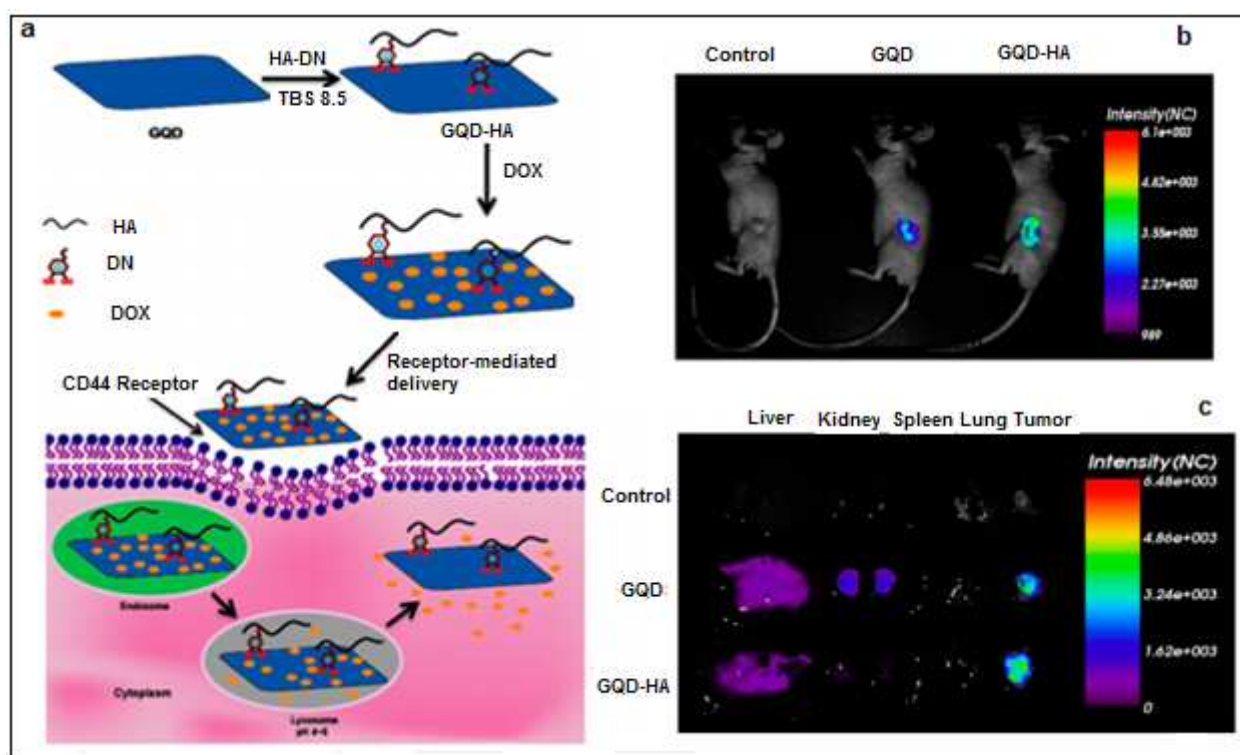 a
HA-DN
TBS 8.5
GQD
GQD-HA
DOX
HA
DN
DOX
Receptor-mediated
delivery
CD44 Receptor
Endosome
Cytoplasm
Lysosome
b
Control GQD GQD-HA
Intensity(NC)
6.1e+003
4.82e+003
3.55e+003
2.27e+003
989
c
Liver Kidney Spleen Lung Tumor
Control
GQD
GQD-HA
Intensity(NC)
6.48e+003
4.86e+003
3.24e+003
1.62e+003
0